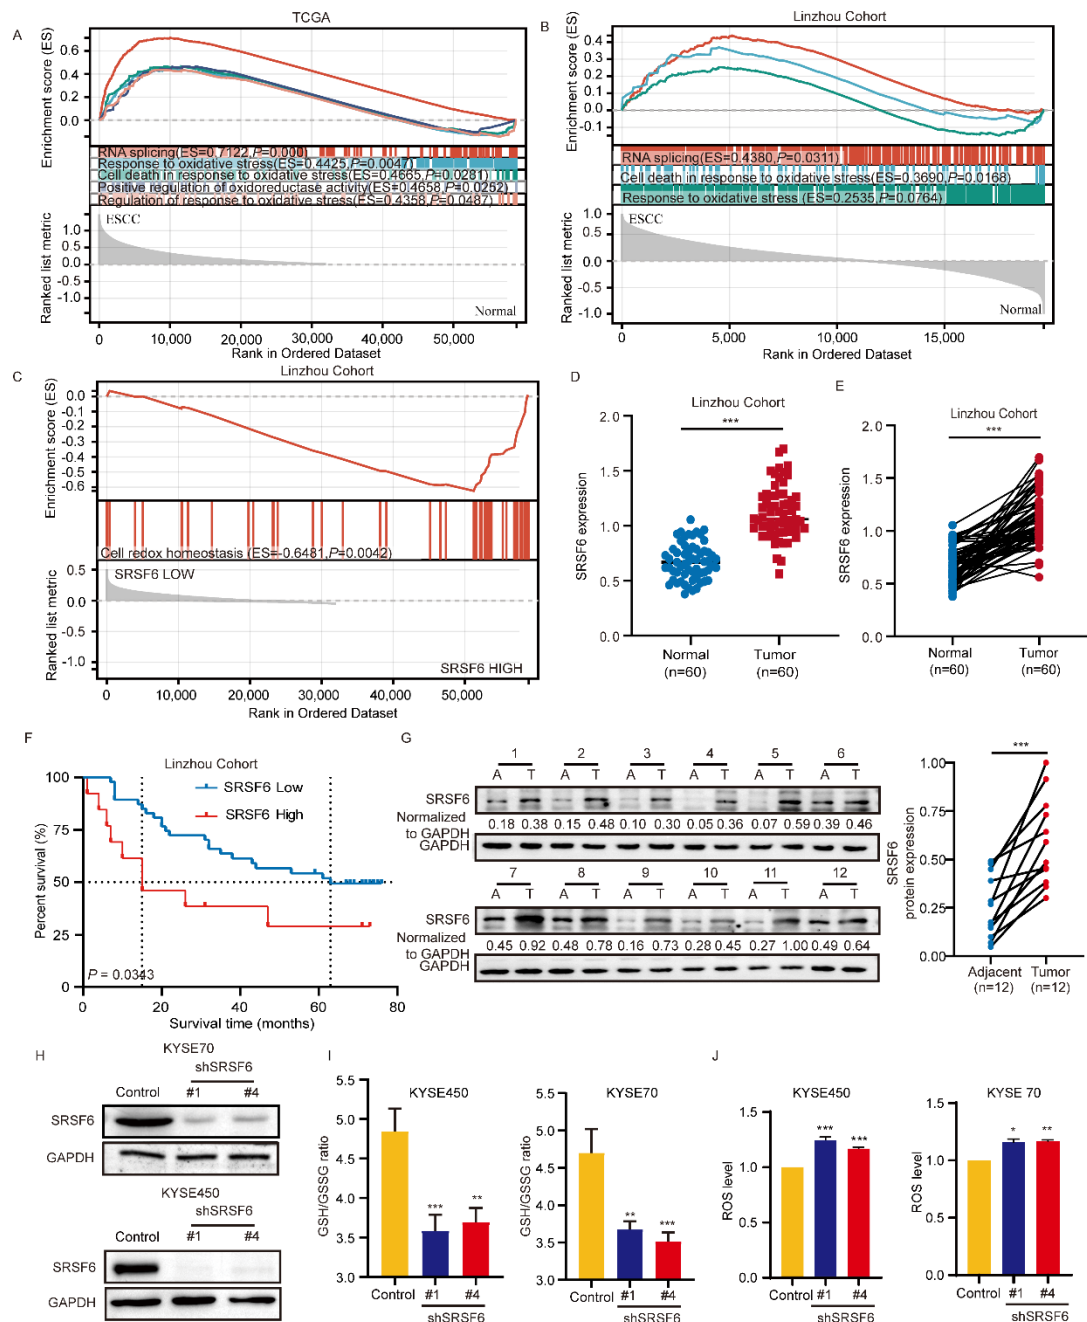 A
TCGA
Enrichment score (ES)
0.6
0.4
0.2
0.0
RNA splicing(ES=0.7122,P=0.000)
Response to oxidative stress(ES=0.4425,P=0.0047)
Cell death in response to oxidative stress(ES=0.4665,P=0.0281)
Positive regulation of oxidoreductase activity(ES=0.4658,P=0.0252)
Regulation of response to oxidative stress(ES=0.4358,P=0.0487)
Ranked list metric
1.0
0.5
0.0
-0.5
-1.0
ESCC
Normal
0 10,000 20,000 30,000 40,000 50,000
Rank in Ordered Dataset
B
Linzhou Cohort
Enrichment score (ES)
0.4
0.3
0.2
0.1
0.0
-0.1
RNA splicing(ES=0.4380,P=0.0311)
Cell death in response to oxidative stress(ES=0.3690,P=0.0168)
Response to oxidative stress(ES=0.2535,P=0.0764)
Ranked list metric
1.0
0.5
0.0
-0.5
-1.0
ESCC
Normal
0 5,000 10,000 15,000
Rank in Ordered Dataset
C
Linzhou Cohort
Enrichment score (ES)
0.0
-0.1
-0.2
-0.3
-0.4
-0.5
-0.6
Cell redox homeostasis (ES=-0.6481,P=0.0042)
Ranked list metric
0.5
0.0
-0.5
-1.0
SRSF6 LOW
SRSF6 HIGH
0 10,000 20,000 30,000 40,000 50,000
Rank in Ordered Dataset
D
Linzhou Cohort
***
SRSF6 expression
2.0
1.5
1.0
0.5
0.0
Normal Tumor
(n=60) (n=60)
E
Linzhou Cohort
***
SRSF6 expression
2.0
1.5
1.0
0.5
0.0
Normal Tumor
(n=60) (n=60)
F
Linzhou Cohort
Percent survival (%)
100
75
50
25
0
SRSF6 Low
SRSF6 High
P = 0.0343
0 20 40 60 80
Survival time (months)
G
1 2 3 4 5 6
A T A T A T A T A T A T
SRSF6
Normalized to GAPDH
0.18 0.38 0.15 0.48 0.10 0.30 0.05 0.36 0.07 0.59 0.39 0.46
GAPDH
7 8 9 10 11 12
A T A T A T A T A T A T
SRSF6
Normalized to GAPDH
0.45 0.92 0.48 0.78 0.16 0.73 0.28 0.45 0.27 1.00 0.49 0.64
GAPDH
***
SRSF6
protein expression
1.00
0.75
0.50
0.25
0.00
Adjacent Tumor
(n=12) (n=12)
H
KYSE70
shSRSF6
Control #1 #4
SRSF6
GAPDH
KYSE450
shSRSF6
Control #1 #4
SRSF6
GAPDH
I
KYSE450
GSH/GSSG ratio
5.5
5.0
4.5
4.0
3.5
3.0
*** **
Control #1 #4
shSRSF6
KYSE70
GSH/GSSG ratio
5.5
5.0
4.5
4.0
3.5
3.0
** ***
Control #1 #4
shSRSF6
J
KYSE450
ROS level
1.5
1.0
0.5
0.0
*** ***
Control #1 #4
shSRSF6
KYSE 70
ROS level
1.5
1.0
0.5
0.0
* **
Control #1 #4
shSRSF6